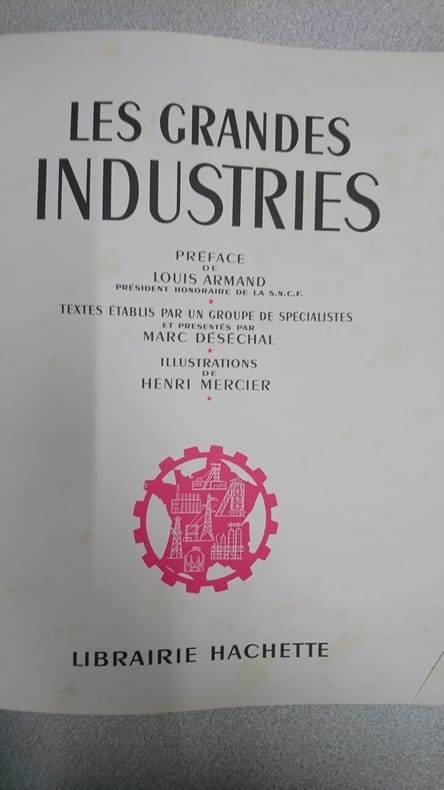 LES GRANDES
INDUSTRIES
PRÉFACE
DE
LOUIS ARMAND
PRÉSIDENT HONORAIRE DE LA S.N.C.F.
TEXTES ÉTABLIS PAR UN GROUPE DE SPÉCIALISTES
ET PRÉSENTÉS PAR
MARC DÉSÉCHAL
ILLUSTRATIONS
DE
HENRI MERCIER
LIBRAIRIE HACHETTE